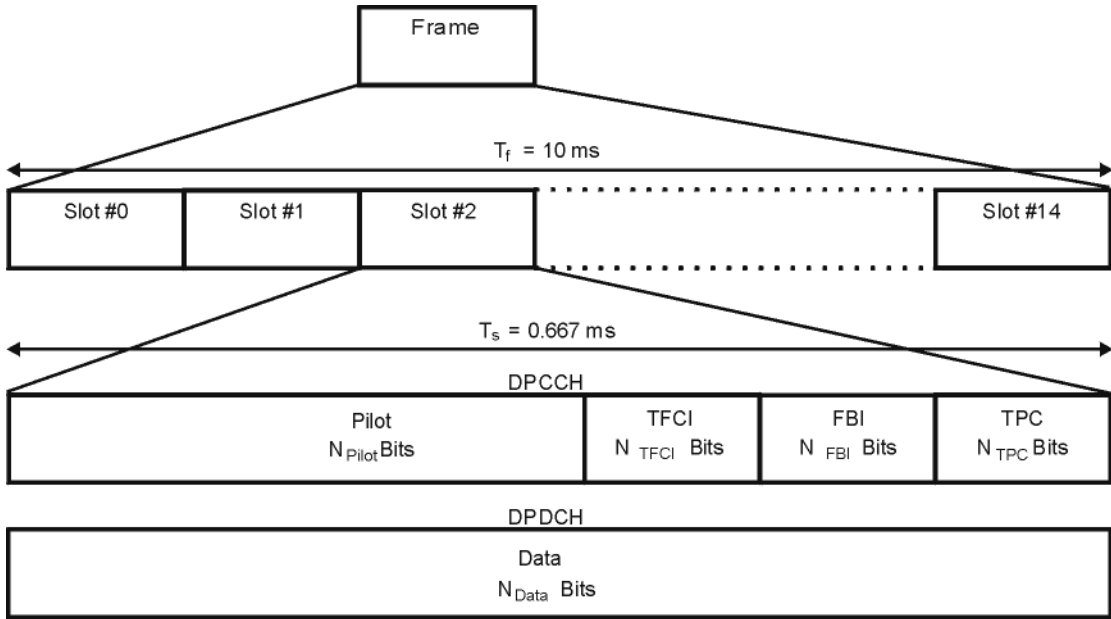 Frame
T_f = 10 ms
Slot #0 Slot #1 Slot #2 Slot #14
T_s = 0.667 ms
DPCCH
Pilot TFCI FBI TPC
N_Pilot Bits N_TFCI Bits N_FBI Bits N_TPC Bits
DPDCH
Data
N_Data Bits